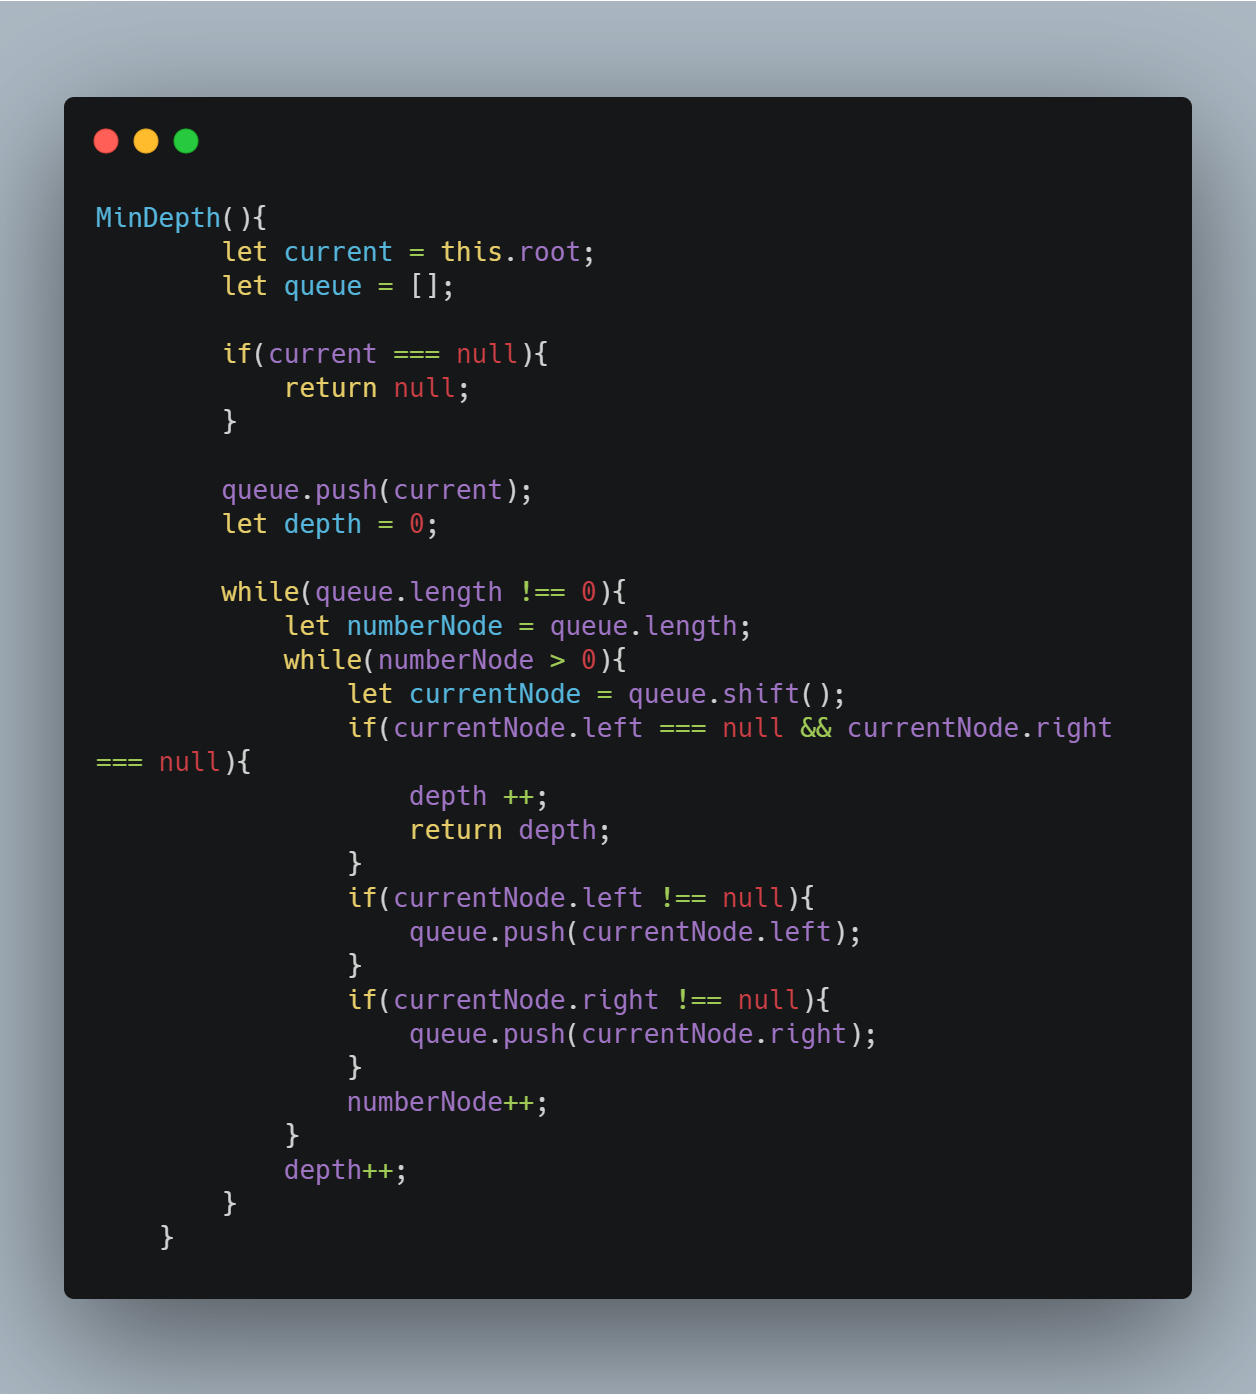 MinDepth(){
        let current = this.root;
        let queue = [];

        if(current === null){
            return null;
        }

        queue.push(current);
        let depth = 0;

        while(queue.length !== 0){
            let numberNode = queue.length;
            while(numberNode > 0){
                let currentNode = queue.shift();
                if(currentNode.left === null && currentNode.right
=== null){
                    depth ++;
                    return depth;
                }
                if(currentNode.left !== null){
                    queue.push(currentNode.left);
                }
                if(currentNode.right !== null){
                    queue.push(currentNode.right);
                }
                numberNode++;
            }
            depth++;
        }
    }